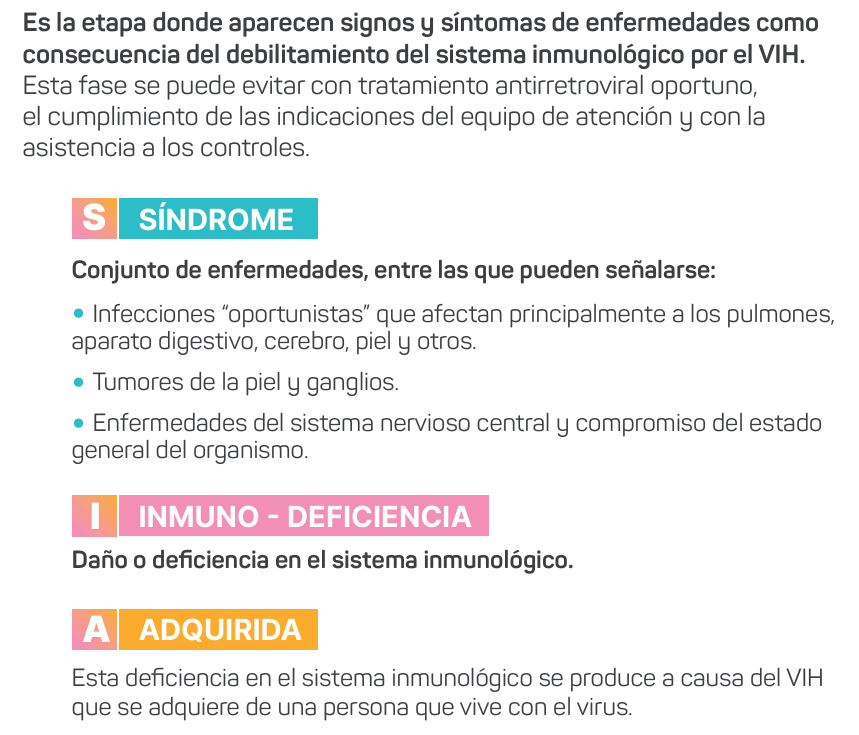 Es la etapa donde aparecen signos y síntomas de enfermedades como
consecuencia del debilitamiento del sistema inmunológico por el VIH.
Esta fase se puede evitar con tratamiento antirretroviral oportuno,
el cumplimiento de las indicaciones del equipo de atención y con la
asistencia a los controles.
S SÍNDROME
Conjunto de enfermedades, entre las que pueden señalarse:
• Infecciones “oportunistas” que afectan principalmente a los pulmones,
aparato digestivo, cerebro, piel y otros.
• Tumores de la piel y ganglios.
• Enfermedades del sistema nervioso central y compromiso del estado
general del organismo.
I INMUNO - DEFICIENCIA
Daño o deficiencia en el sistema inmunológico.
A ADQUIRIDA
Esta deficiencia en el sistema inmunológico se produce a causa del VIH
que se adquiere de una persona que vive con el virus.